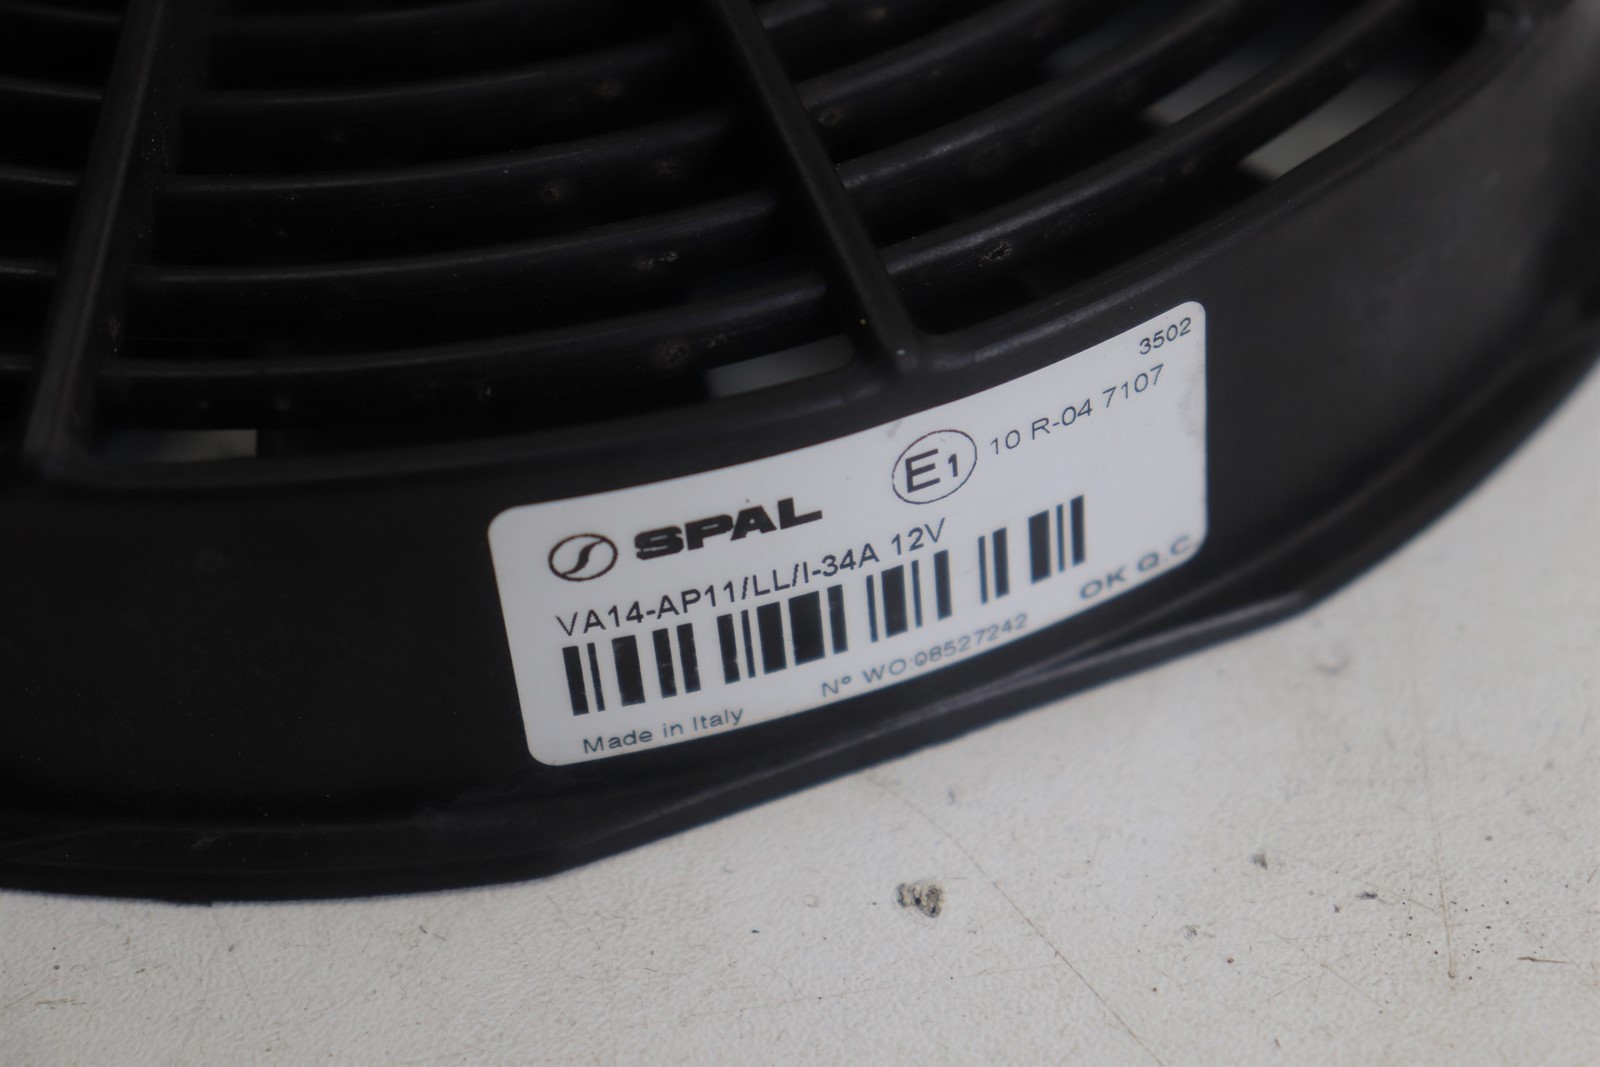 3502
SPAL E1 10 R-04 7107
VA14-AP11/LL/I-34A 12V
Made in Italy Nº WO:08527242 OK Q.C